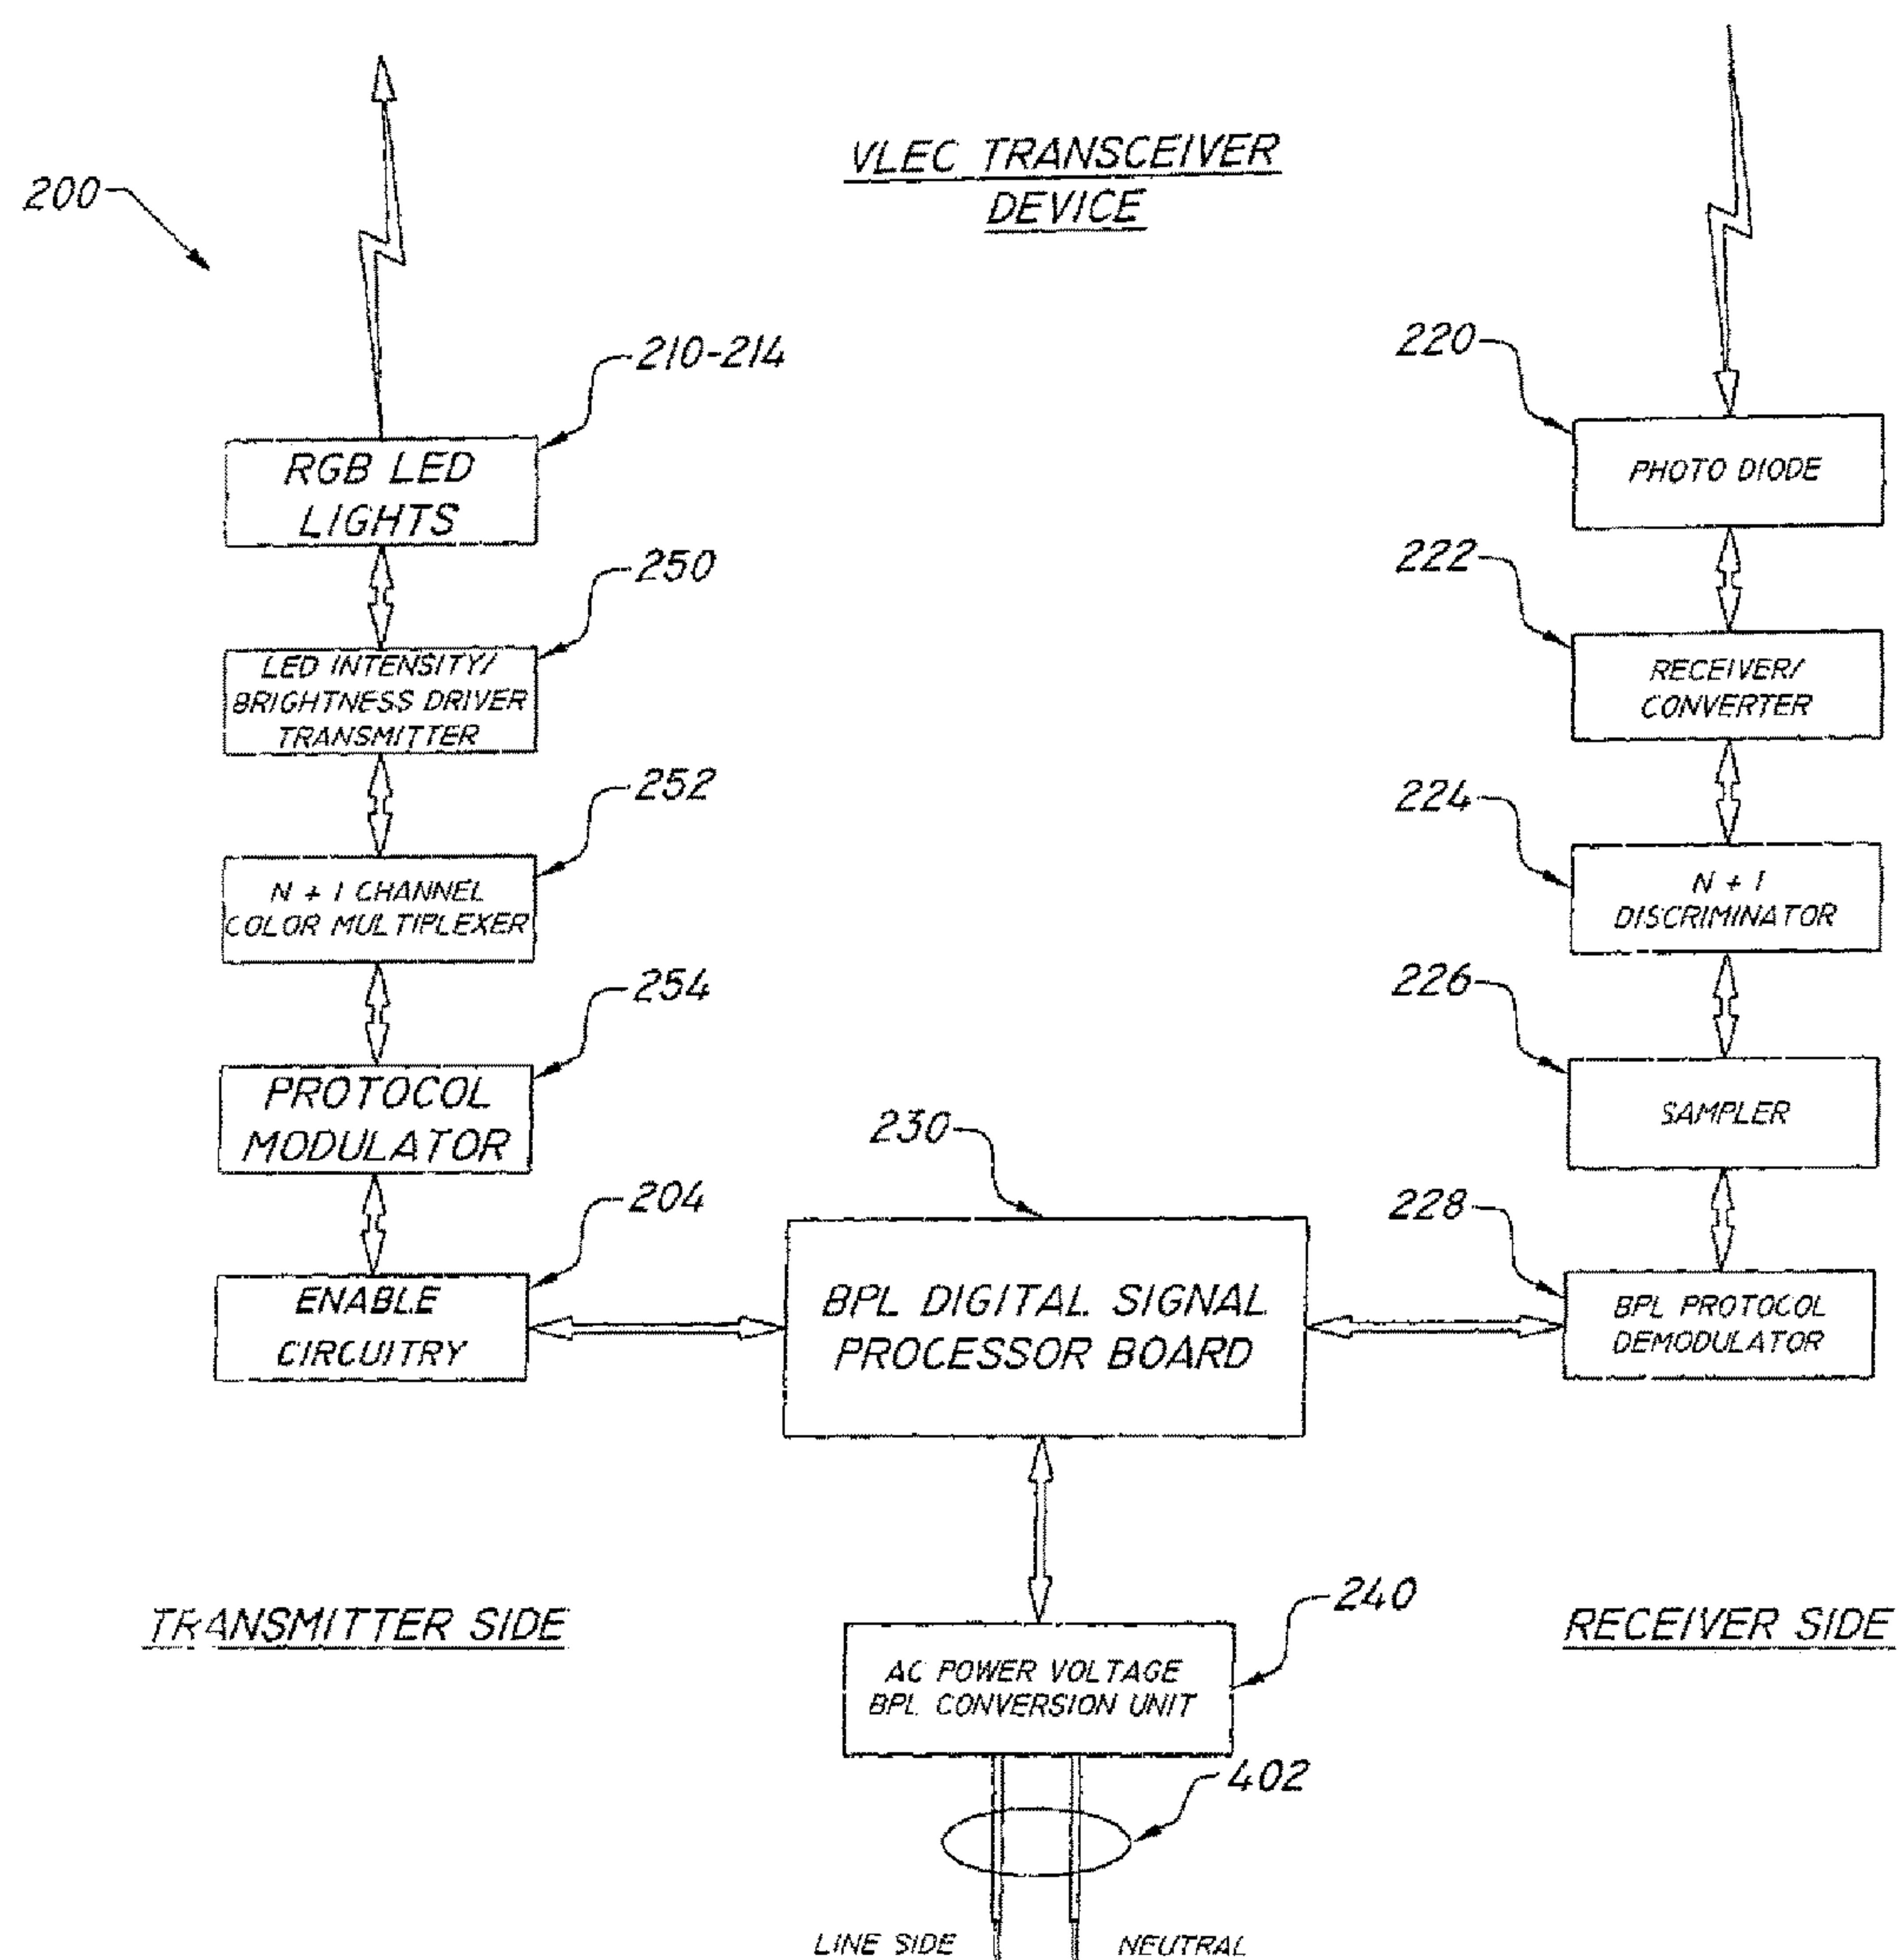 VLEC TRANSCEIVER
DEVICE
200
210-214
RGB LED
LIGHTS
250
LED INTENSITY/
BRIGHTNESS DRIVER
TRANSMITTER
252
N + 1 CHANNEL
COLOR MULTIPLEXER
254
PROTOCOL
MODULATOR
204
ENABLE
CIRCUITRY
230
BPL DIGITAL SIGNAL
PROCESSOR BOARD
220
PHOTO DIODE
222
RECEIVER/
CONVERTER
224
N + 1
DISCRIMINATOR
226
SAMPLER
228
BPL PROTOCOL
DEMODULATOR
TRANSMITTER SIDE
240
AC POWER VOLTAGE
BPL CONVERSION UNIT
402
LINE SIDE
NEUTRAL
RECEIVER SIDE